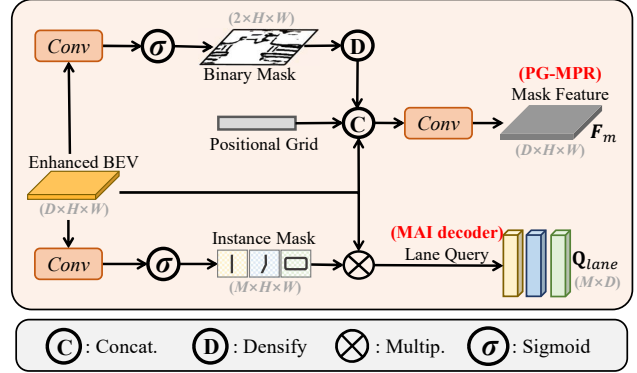 Conv
σ
(2×H×W)
Binary Mask
D
(PG-MPR)
Mask Feature
Positional Grid
C
Conv
F_m
(D×H×W)
Enhanced BEV
(D×H×W)
(MAI decoder)
Lane Query
Conv
σ
Instance Mask
(M×H×W)
Q_lane
(M×D)
C : Concat.
D : Densify
: Multip.
σ : Sigmoid